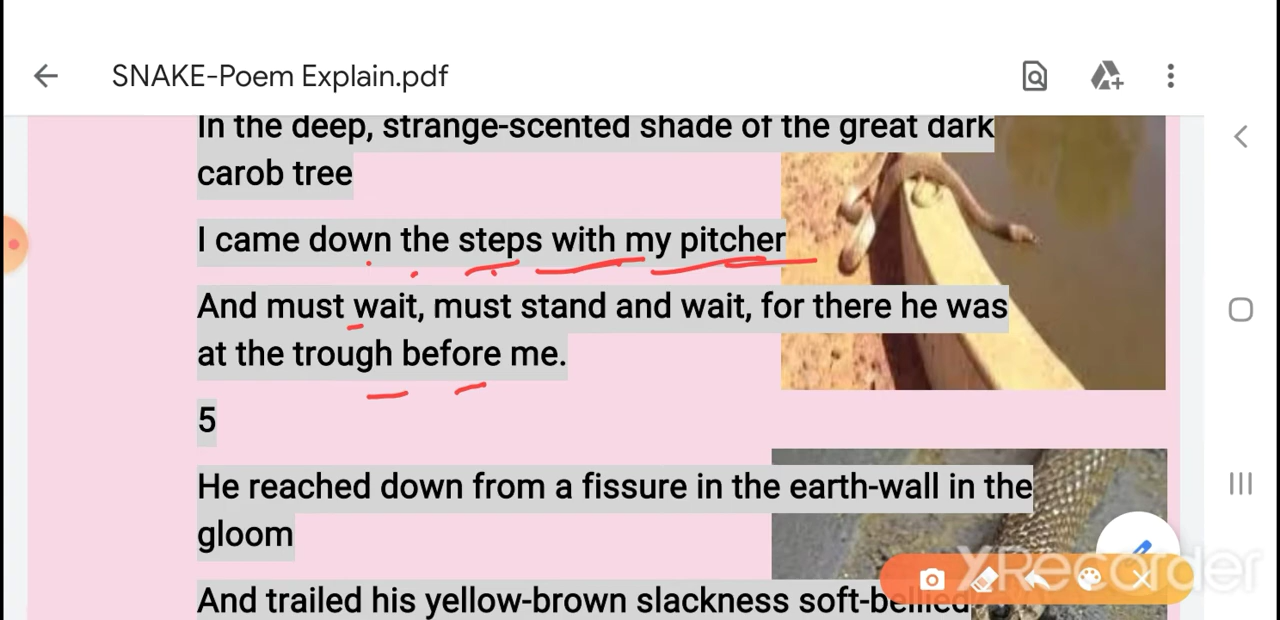 SNAKE-Poem Explain.pdf
In the deep, strange-scented shade of the great dark
carob tree
I came down the steps with my pitcher
And must wait, must stand and wait, for there he was
at the trough before me.
5
He reached down from a fissure in the earth-wall in the
gloom
And trailed his yellow-brown slackness soft-bellied
XRecorder